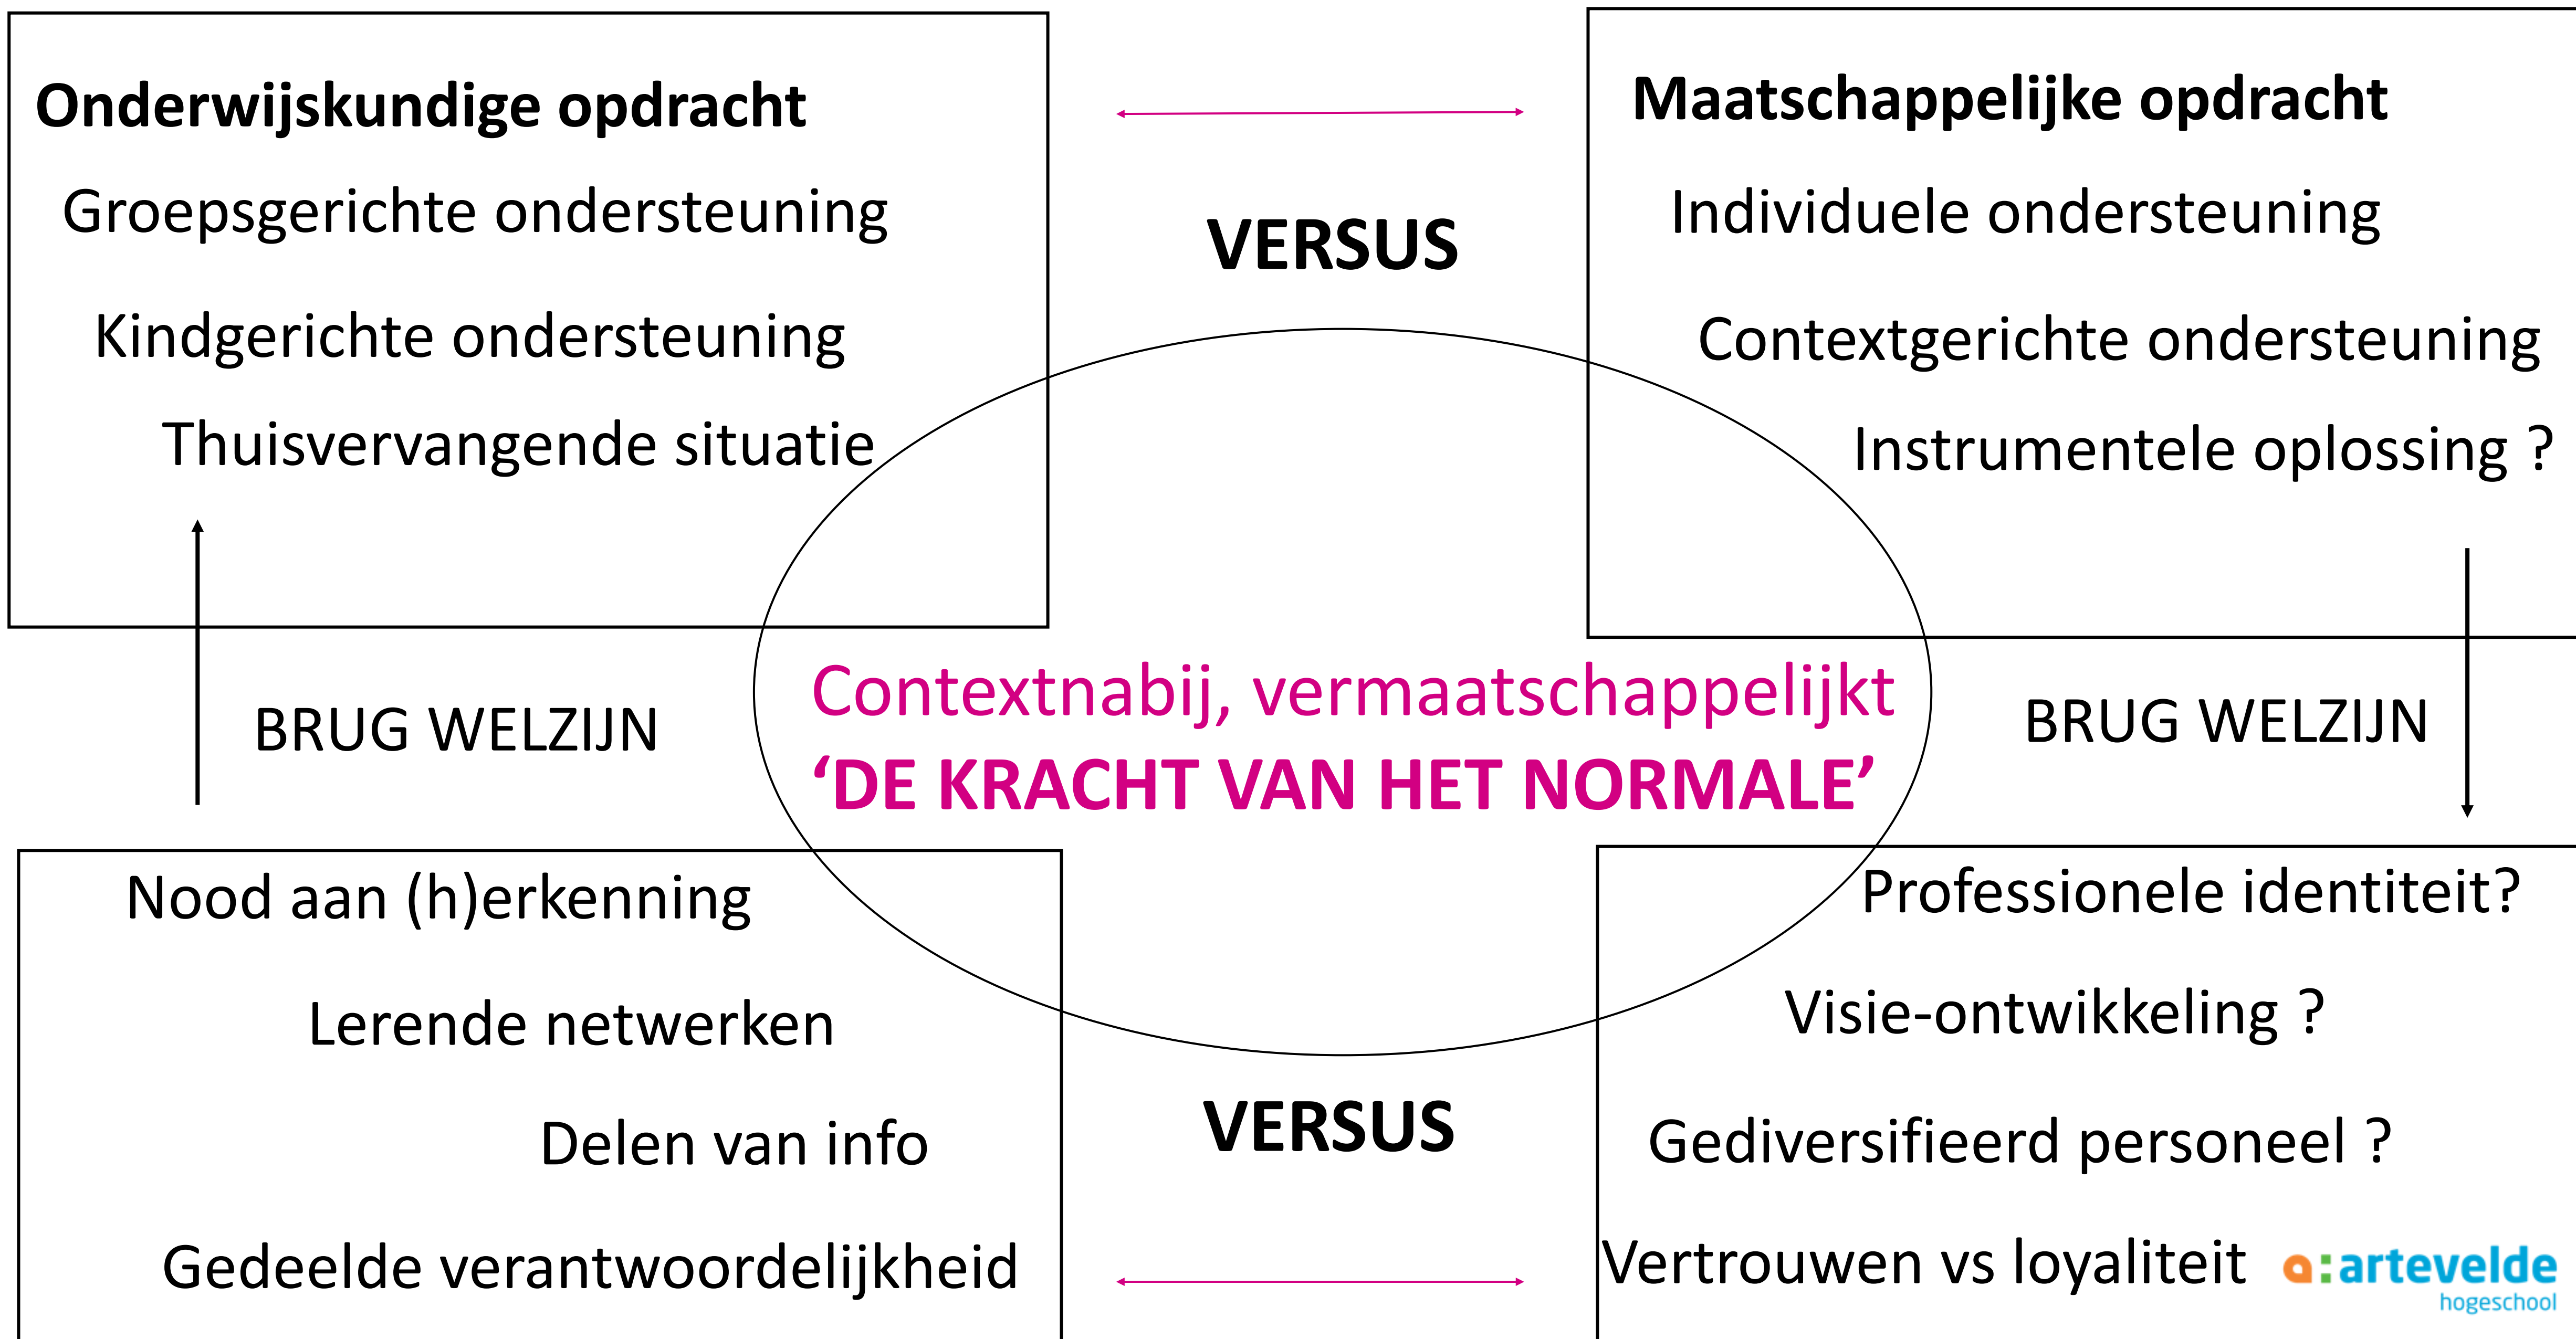 Onderwijskundige opdracht
Groepsgerichte ondersteuning
Kindgerichte ondersteuning
Thuisvervangende situatie
VERSUS
Maatschappelijke opdracht
Individuele ondersteuning
Contextgerichte ondersteuning
Instrumentele oplossing ?
BRUG WELZIJN
Contextnabij, vermaatschappelijkt
‘DE KRACHT VAN HET NORMALE’
BRUG WELZIJN
Nood aan (h)erkenning
Lerende netwerken
Delen van info
Gedeelde verantwoordelijkheid
VERSUS
Professionele identiteit?
Visie-ontwikkeling ?
Gediversifieerd personeel ?
Vertrouwen vs loyaliteit
a:artevelde
hogeschool